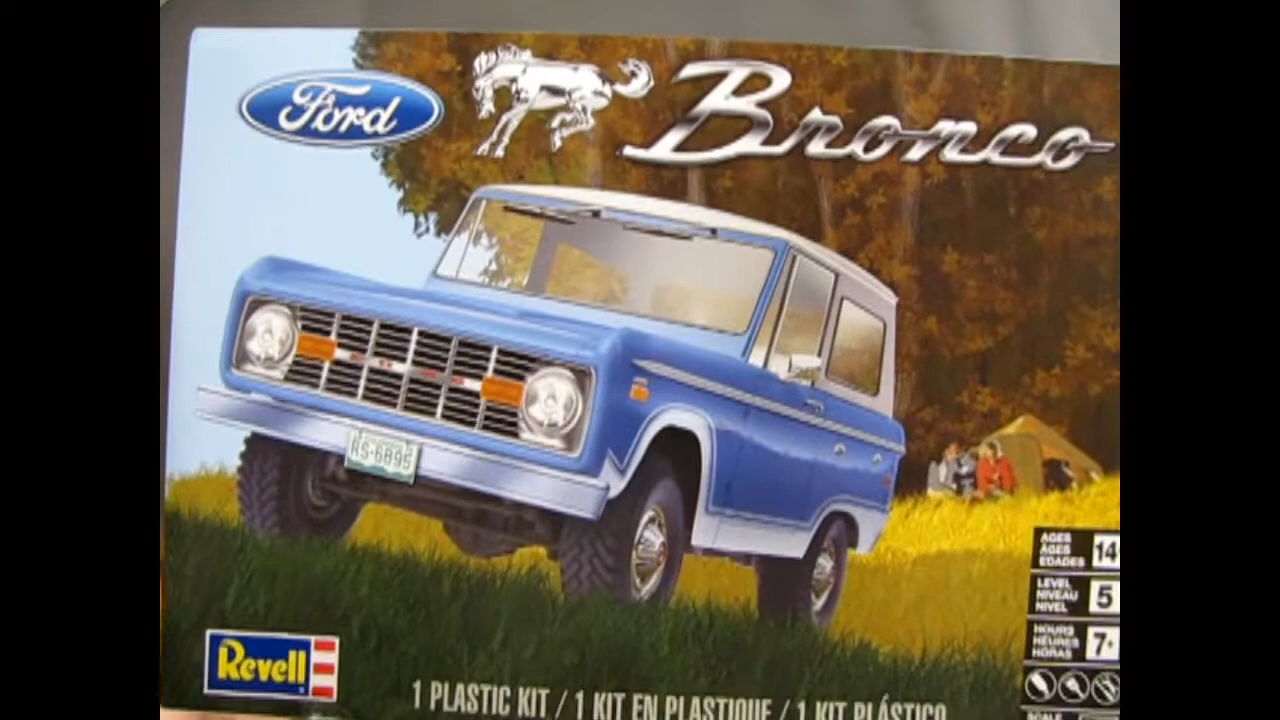 Ford Bronco
RS·6895
AGES
ÂGES
EDADES
14
LEVEL
NIVEAU
NIVEL
5
HOURS
HEURES
HORAS
7+
Revell
1 PLASTIC KIT / 1 KIT EN PLASTIQUE / 1 KIT PLÁSTICO
SCALE